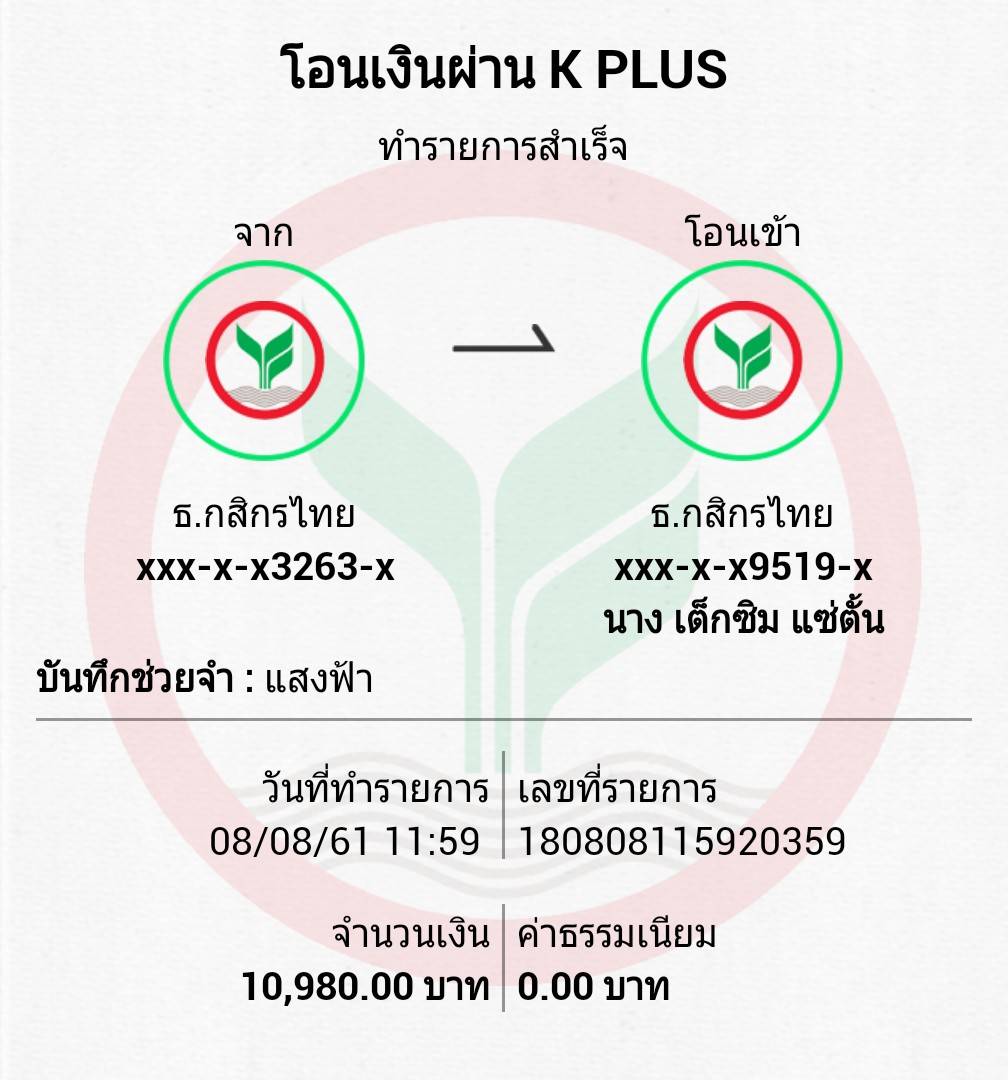 โอนเงินผ่าน K PLUS
ทำรายการสำเร็จ
จาก
โอนเข้า
ธ.กสิกรไทย
xxx-x-x3263-x
ธ.กสิกรไทย
xxx-x-x9519-x
นาง เต็กซิม แซ่ตั้น
บันทึกช่วยจำ : แสงฟ้า
วันที่ทำรายการ
08/08/61 11:59
เลขที่รายการ
180808115920359
จำนวนเงิน
10,980.00 บาท
ค่าธรรมเนียม
0.00 บาท